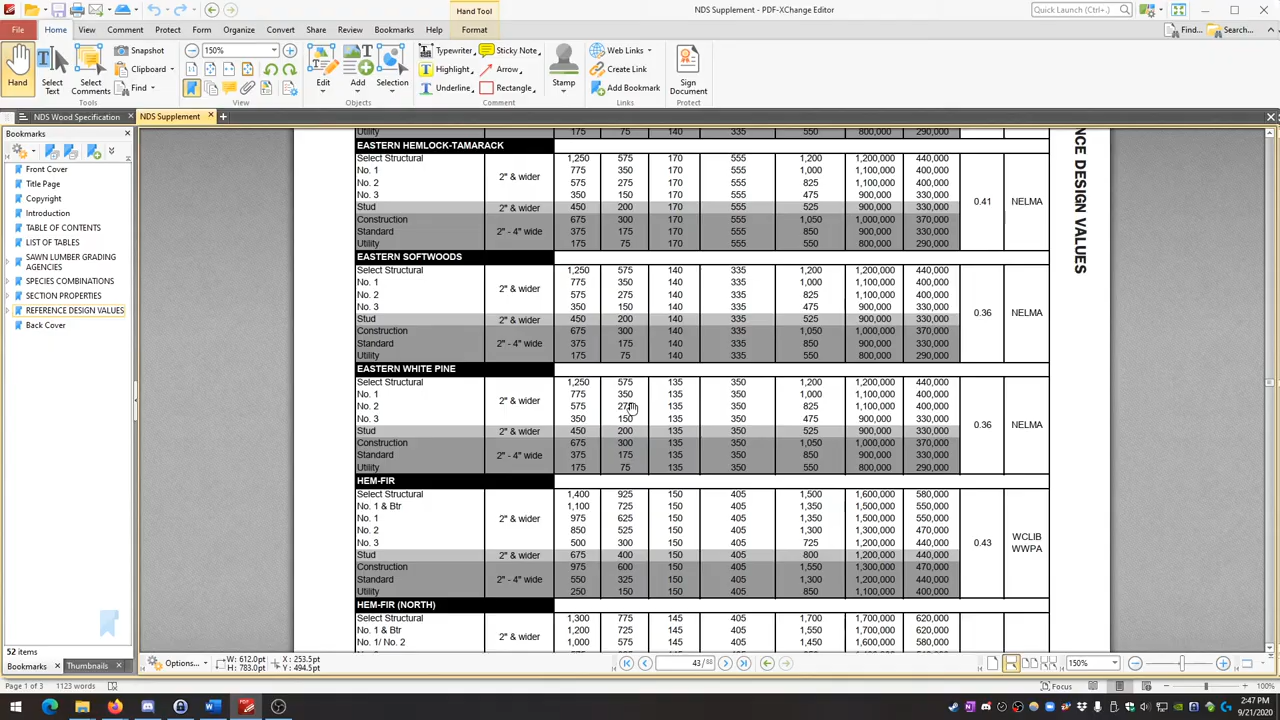 Hand Tool
NDS Supplement - PDF-XChange Editor
Quick Launch (Ctrl+.)
File Home View Comment Protect Form Organize Convert Share Review Bookmarks Help Format
Find... Search...
Hand
Select Text
Select Comments
Snapshot
Clipboard
Find
Tools
150%
View
Edit
Add
Selection
Objects
Typewriter Sticky Note
Highlight Arrow
Underline Rectangle
Stamp
Comment
Web Links
Create Link
Add Bookmark
Links
Sign Document
Protect
NDS Wood Specification NDS Supplement
Bookmarks
Front Cover
Title Page
Copyright
Introduction
TABLE OF CONTENTS
LIST OF TABLES
SAWN LUMBER GRADING
AGENCIES
SPECIES COMBINATIONS
SECTION PROPERTIES
REFERENCE DESIGN VALUES
Back Cover
52 items
Bookmarks Thumbnails
Utility 175 75 140 335 550 800,000 290,000
EASTERN HEMLOCK-TAMARACK
Select Structural 1,250 575 170 555 1,200 1,200,000 440,000
No. 1 2" & wider 775 350 170 555 1,000 1,100,000 400,000
No. 2 575 275 170 555 825 1,100,000 400,000
No. 3 350 150 170 555 475 900,000 330,000 0.41 NELMA
Stud 2" & wider 450 200 170 555 525 900,000 330,000
Construction 675 300 170 555 1,050 1,000,000 370,000
Standard 2" - 4" wide 375 175 170 555 850 900,000 330,000
Utility 175 75 170 555 550 800,000 290,000
EASTERN SOFTWOODS
Select Structural 1,250 575 140 335 1,200 1,200,000 440,000
No. 1 2" & wider 775 350 140 335 1,000 1,100,000 400,000
No. 2 575 275 140 335 825 1,100,000 400,000
No. 3 350 150 140 335 475 900,000 330,000 0.36 NELMA
Stud 2" & wider 450 200 140 335 525 900,000 330,000
Construction 675 300 140 335 1,050 1,000,000 370,000
Standard 2" - 4" wide 375 175 140 335 850 900,000 330,000
Utility 175 75 140 335 550 800,000 290,000
EASTERN WHITE PINE
Select Structural 1,250 575 135 350 1,200 1,200,000 440,000
No. 1 2" & wider 775 350 135 350 1,000 1,100,000 400,000
No. 2 575 135 350 825 1,100,000 400,000
No. 3 350 150 135 350 475 900,000 330,000 0.36 NELMA
Stud 2" & wider 450 200 135 350 525 900,000 330,000
Construction 675 300 135 350 1,050 1,000,000 370,000
Standard 2" - 4" wide 375 175 135 350 850 900,000 330,000
Utility 175 75 135 350 550 800,000 290,000
HEM-FIR
Select Structural 1,400 925 150 405 1,500 1,600,000 580,000
No. 1 & Btr 1,100 725 150 405 1,350 1,500,000 550,000
No. 1 2" & wider 975 625 150 405 1,350 1,500,000 550,000
No. 2 850 525 150 405 1,300 1,300,000 470,000
No. 3 500 300 150 405 725 1,200,000 440,000 0.43 WCLIB WWPA
Stud 2" & wider 675 400 150 405 800 1,200,000 440,000
Construction 975 600 150 405 1,550 1,300,000 470,000
Standard 2" - 4" wide 550 325 150 405 1,300 1,200,000 440,000
Utility 250 150 150 405 850 1,100,000 400,000
HEM-FIR (NORTH)
Select Structural 1,300 775 145 405 1,700 1,700,000 620,000
No. 1 & Btr 2" & wider 1,200 725 145 405 1,550 1,700,000 620,000
No. 1/ No. 2 1,000 575 145 405 1,450 1,600,000 580,000
NCE DESIGN VALUES
Options... W: 612.0pt X: 253.5pt
H: 783.0pt Y: 494.5pt
43 / 88
150%
Page 1 of 3 1123 words
Focus 100%
2:47 PM
9/21/2020